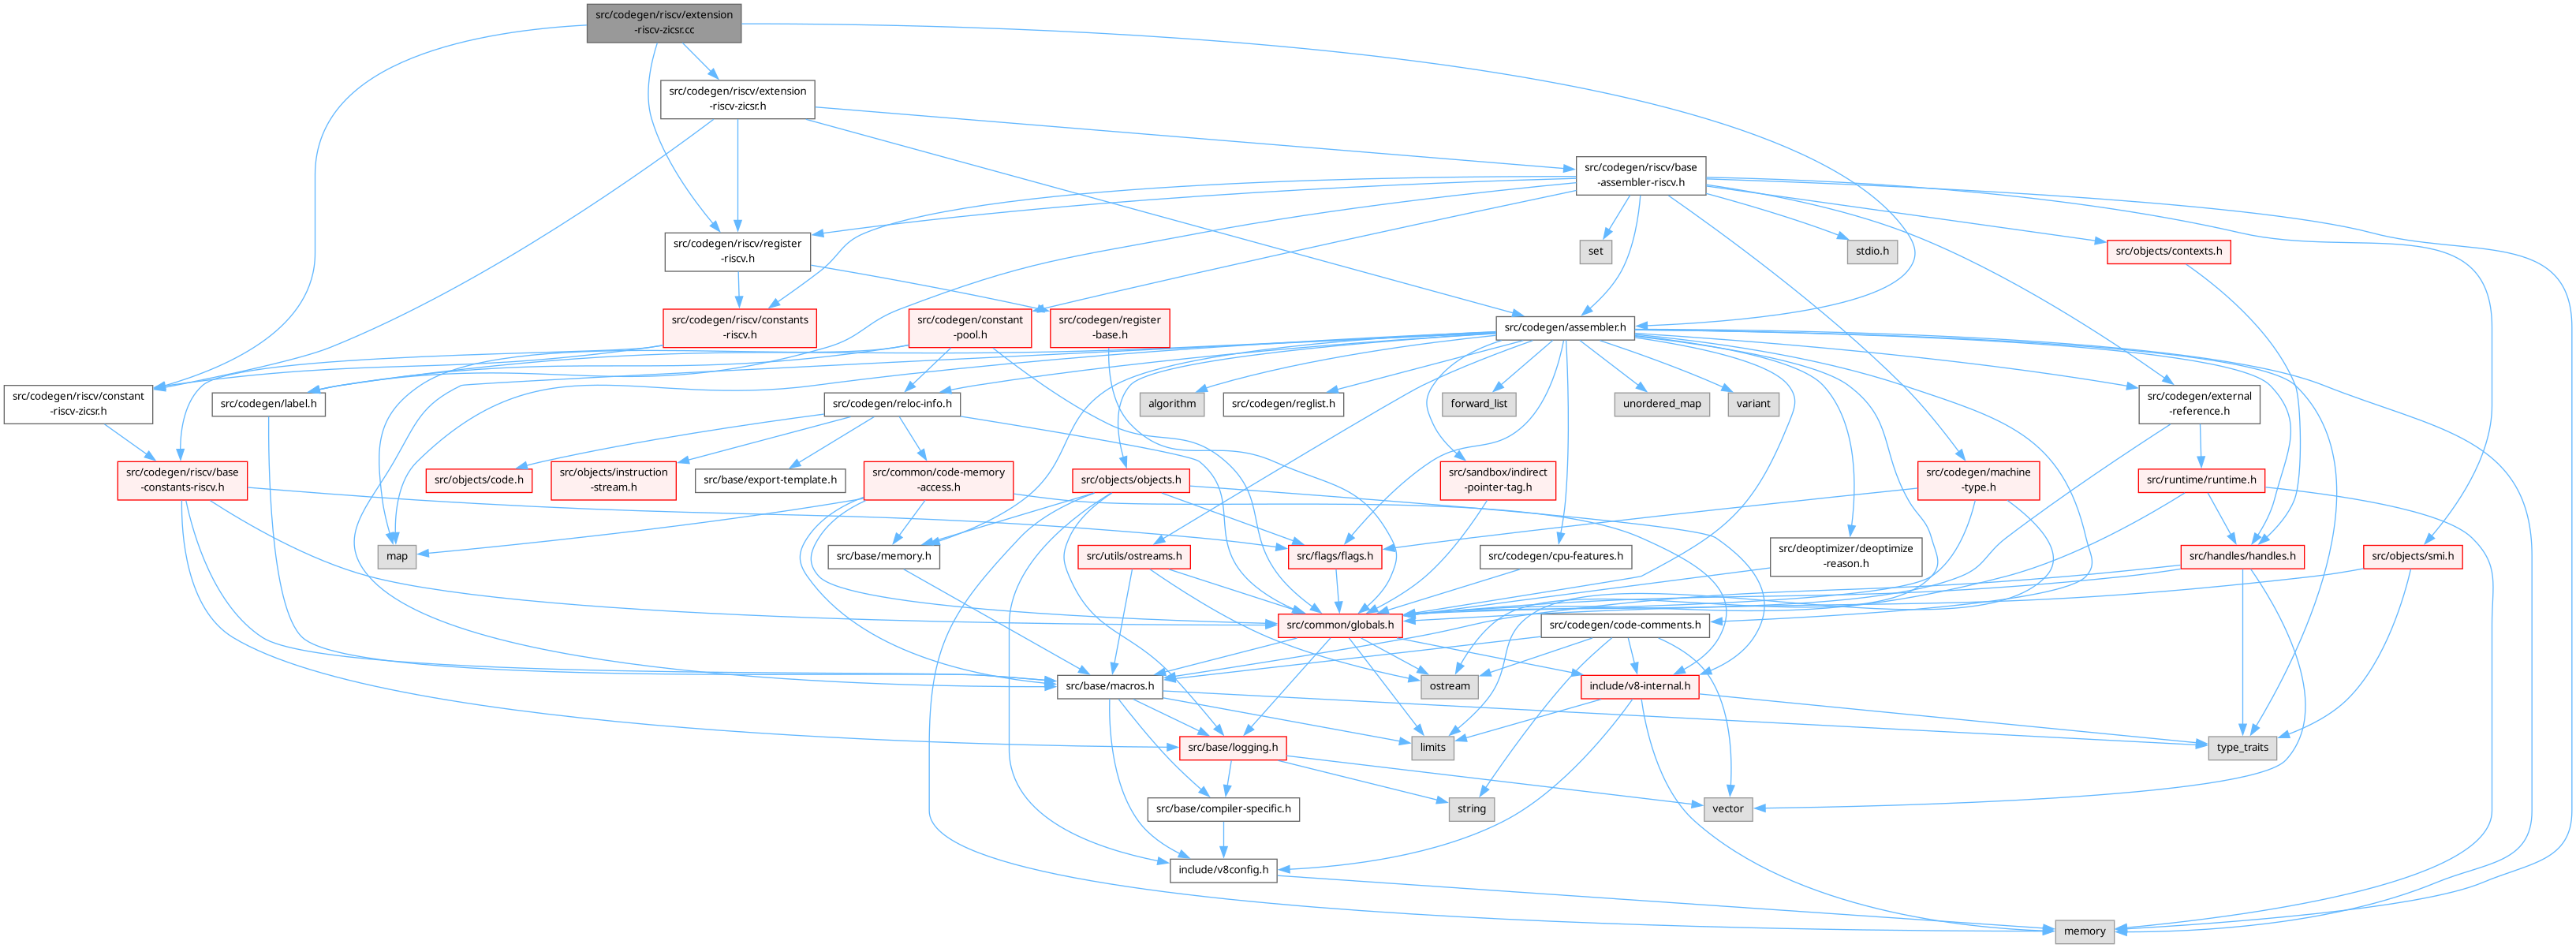 src/codegen/riscv/extension
-riscv-zicsr.cc
src/codegen/riscv/extension
-riscv-zicsr.h
src/codegen/riscv/base
-assembler-riscv.h
src/codegen/riscv/register
-riscv.h
set
stdio.h
src/objects/contexts.h
src/codegen/riscv/constants
-riscv.h
src/codegen/constant
-pool.h
src/codegen/register
-base.h
src/codegen/assembler.h
src/codegen/riscv/constant
-riscv-zicsr.h
src/codegen/label.h
src/codegen/reloc-info.h
algorithm
src/codegen/reglist.h
forward_list
unordered_map
variant
src/codegen/external
-reference.h
src/codegen/riscv/base
-constants-riscv.h
src/objects/code.h
src/objects/instruction
-stream.h
src/base/export-template.h
src/common/code-memory
-access.h
src/objects/objects.h
src/sandbox/indirect
-pointer-tag.h
src/codegen/machine
-type.h
src/runtime/runtime.h
map
src/base/memory.h
src/utils/ostreams.h
src/flags/flags.h
src/codegen/cpu-features.h
src/deoptimizer/deoptimize
-reason.h
src/handles/handles.h
src/objects/smi.h
src/common/globals.h
src/codegen/code-comments.h
src/base/macros.h
ostream
include/v8-internal.h
src/base/logging.h
limits
type_traits
src/base/compiler-specific.h
string
vector
include/v8config.h
memory